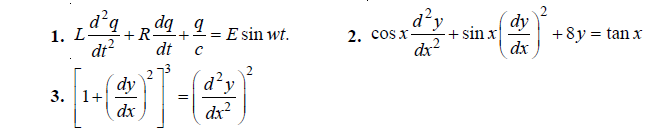 1. L d²q/dt² + R dq/dt + q/c = E sin wt. 2. cos x d²y/dx² + sin x (dy/dx)² + 8y = tan x
3. [1 + (dy/dx)²]³ = (d²y/dx²)²